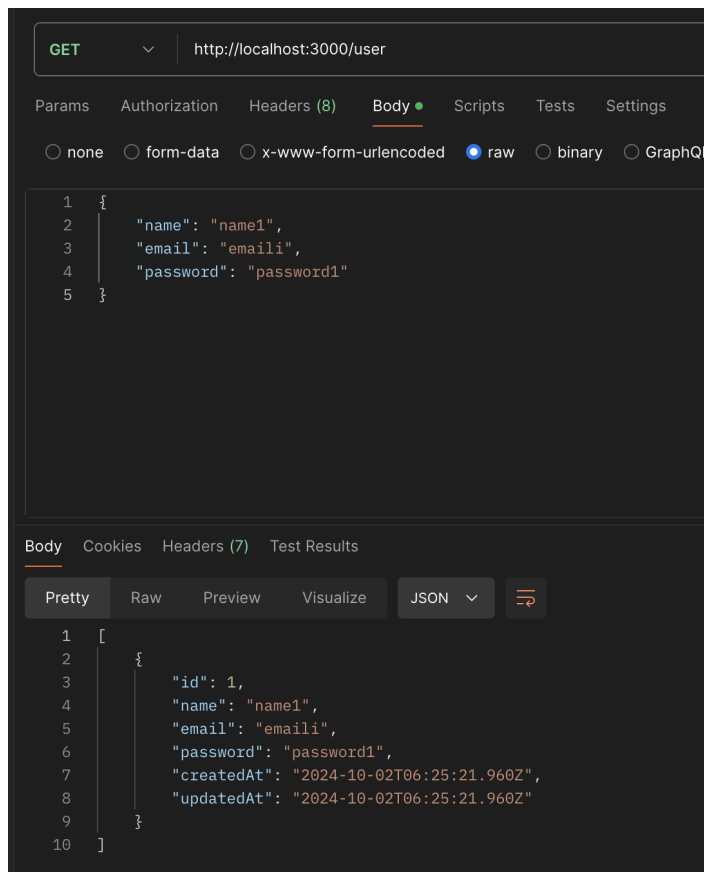 GET http://localhost:3000/user
Params Authorization Headers (8) Body Scripts Tests Settings
none form-data x-www-form-urlencoded raw binary GraphQl
1 {
2 "name": "name1",
3 "email": "emaili",
4 "password": "password1"
5 }
Body Cookies Headers (7) Test Results
Pretty Raw Preview Visualize JSON
1 [
2 {
3 "id": 1,
4 "name": "name1",
5 "email": "emaili",
6 "password": "password1",
7 "createdAt": "2024-10-02T06:25:21.960Z",
8 "updatedAt": "2024-10-02T06:25:21.960Z"
9 }
10 ]